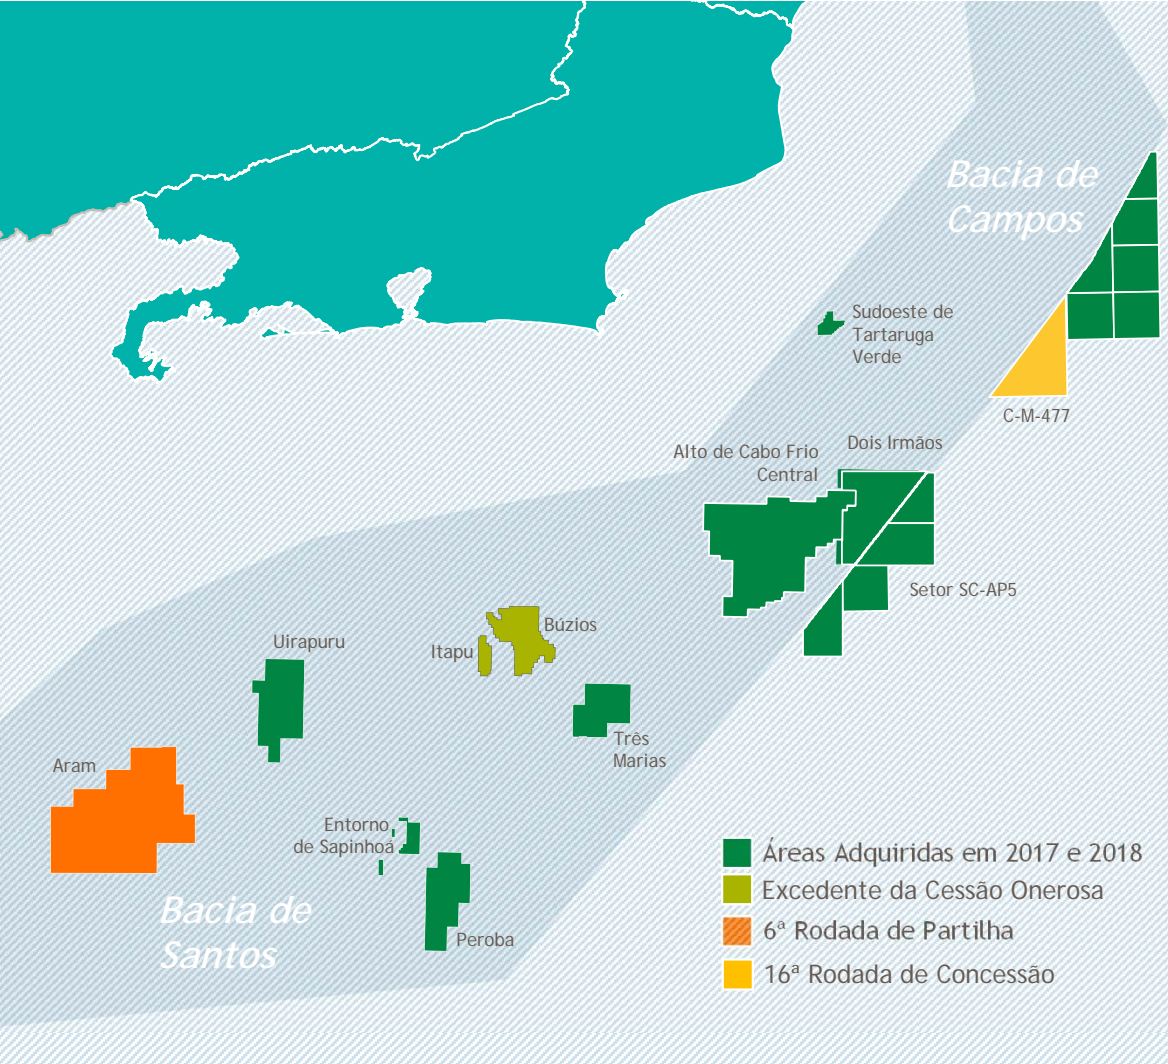 Bacia de
Campos
Sudoeste de
Tartaruga
Verde
C-M-477
Dois Irmãos
Alto de Cabo Frio
Central
Setor SC-AP5
Búzios
Itapu
Uirapuru
Três
Marias
Aram
Entorno
de Sapinhoá
Peroba
Bacia de
Santos
Áreas Adquiridas em 2017 e 2018
Excedente da Cessão Onerosa
6ª Rodada de Partilha
16ª Rodada de Concessão